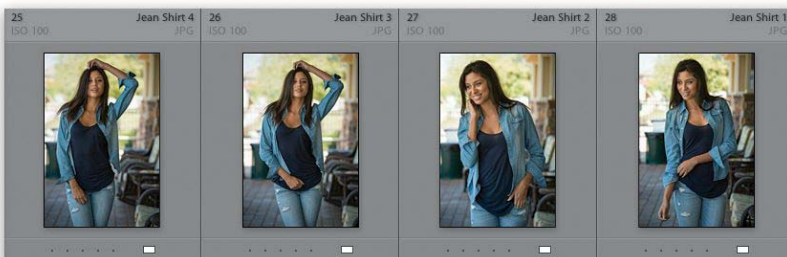 25 Jean Shirt 4
ISO 100 JPG
26 Jean Shirt 3
ISO 100 JPG
27 Jean Shirt 2
ISO 100 JPG
28 Jean Shirt 1
ISO 100 JPG